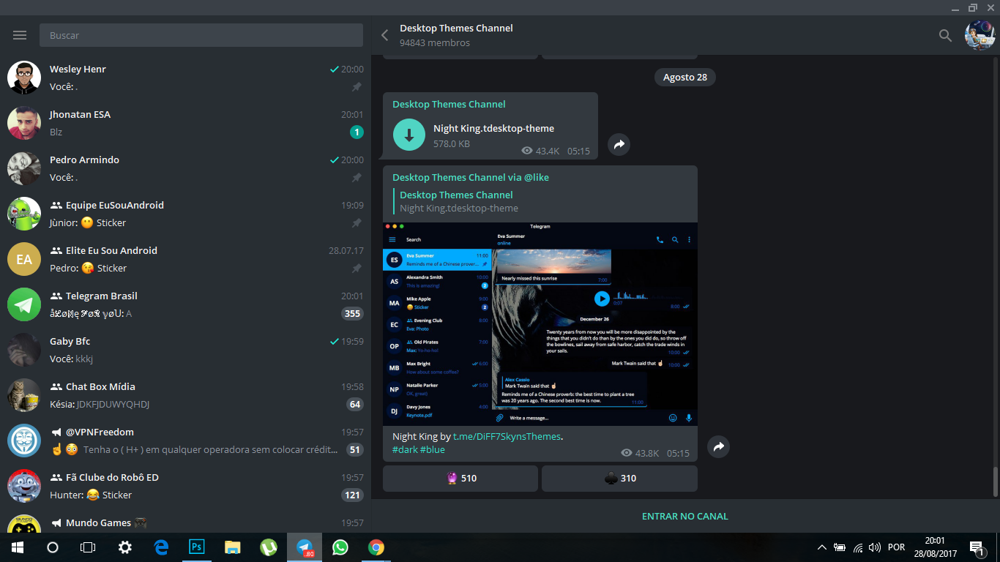 Buscar
Wesley Henr
20:00
Você: .
Jhonatan ESA
20:01
Blz
1
Pedro Armindo
20:00
Você: .
Equipe EuSouAndroid
19:09
Jùnior: 😶 Sticker
EA
Elite Eu Sou Android
28.07.17
Pedro: 😘 Sticker
Telegram Brasil
20:01
A
355
Gaby Bfc
19:59
Você: kkkj
Chat Box Mídia
19:58
Késia: JDKFJDUWYQHDJ
64
@VPNFreedom
19:57
☝😳 Tenha o ( H+ ) em qualquer operadora sem colocar crédit...
51
Fã Clube do Robô ED
19:57
Hunter: 😂 Sticker
121
Mundo Games 🎮
19:57
Desktop Themes Channel
94843 membros
Agosto 28
Desktop Themes Channel
Night King.tdesktop-theme
578.0 KB
43.4K 05:15
Desktop Themes Channel via @like
Desktop Themes Channel
Night King.tdesktop-theme
Telegram
Search
Eva Summer
online
ES
Eva Summer 11:00
Reminds me of a Chinese prover...
AS
Alexandra Smith 10:00
This is amazing! 2
MA
Mike Apple 9:00
😄 Sticker 2
EC
Evening Club 8:00
Eva: Photo
OP
Old Pirates 7:00
Max: Yo-ho-ho!
MB
Max Bright 6:00
How about some coffee?
NP
Natalie Parker 5:00
OK, great)
DJ
Davy Jones 4:00
Keynote.pdf
Nearly missed this sunrise
7:00
0:07
8:00
December 26
Twenty years from now you will be more disappointed by the
things that you didn't do than by the ones you did do, so throw off
the bowlines, sail away from safe harbor, catch the trade winds in
your sails.
10:00
Mark Twain said that ☝ 10:00
Alex Cassio
Mark Twain said that ☝
Reminds me of a Chinese proverb: the best time to plant a tree
was 20 years ago. The second best time is now.
11:00
Write a message...
Night King by t.me/DiFF7SkynsThemes.
#dark #blue
43.8K 05:15
🔮 510
♣ 310
ENTRAR NO CANAL
Ps
.80
POR
20:01
28/08/2017
1